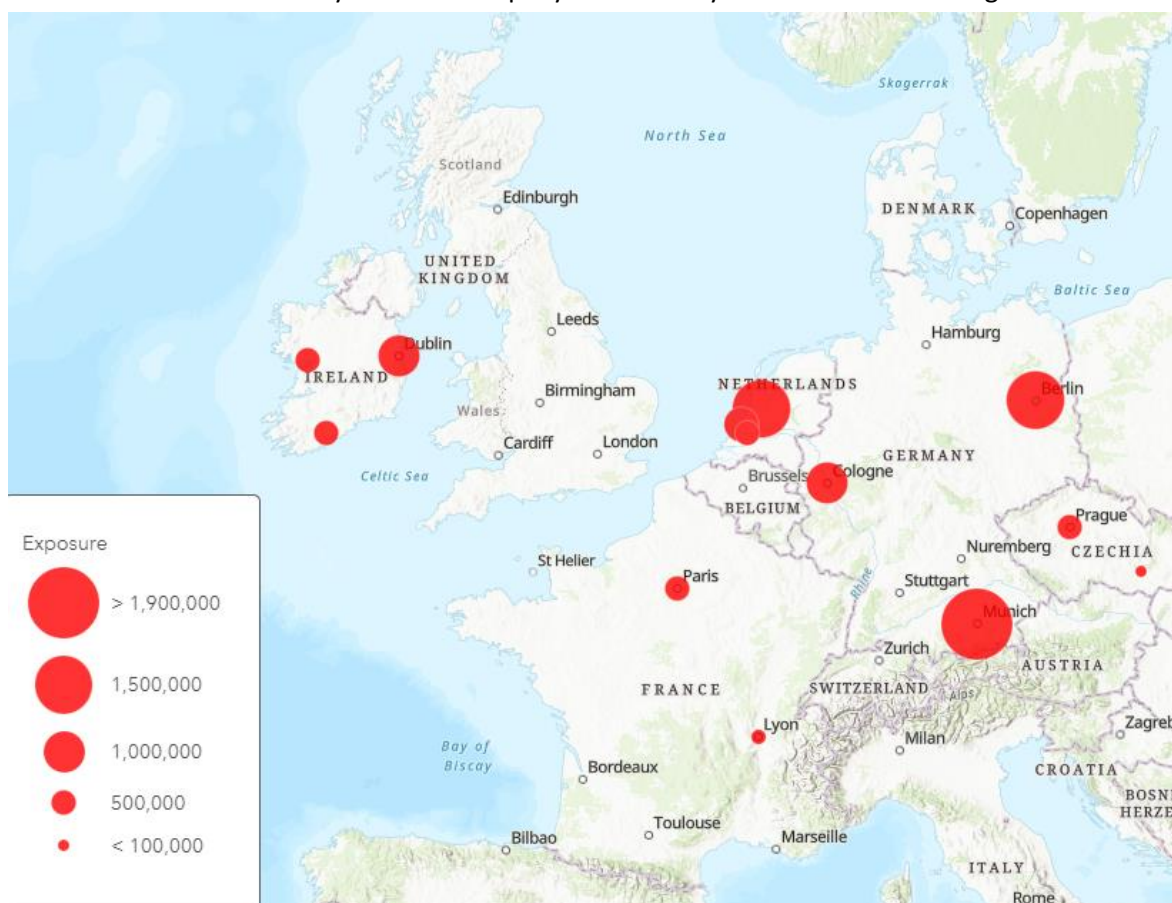 Skagerrak
North Sea
Scotland
Edinburgh
DENMARK
Copenhagen
UNITED
KINGDOM
Baltic Sea
Leeds
Hamburg
Dublin
IRELAND
NETHERLANDS
Birmingham
Berlin
Wales
Cardiff
London
GERMANY
Celtic Sea
Brussels
Cologne
BELGIUM
Prague
CZECHIA
Nuremberg
St Helier
Paris
Rhine
Stuttgart
Munich
Zurich
AUSTRIA
FRANCE
SWITZERLAND
Alps
Lyon
Milan
Zagreb
Bay of
Biscay
Bordeaux
CROATIA
Toulouse
Marseille
Bilbao
ITALY
Rome
Exposure
> 1,900,000
1,500,000
1,000,000
500,000
< 100,000